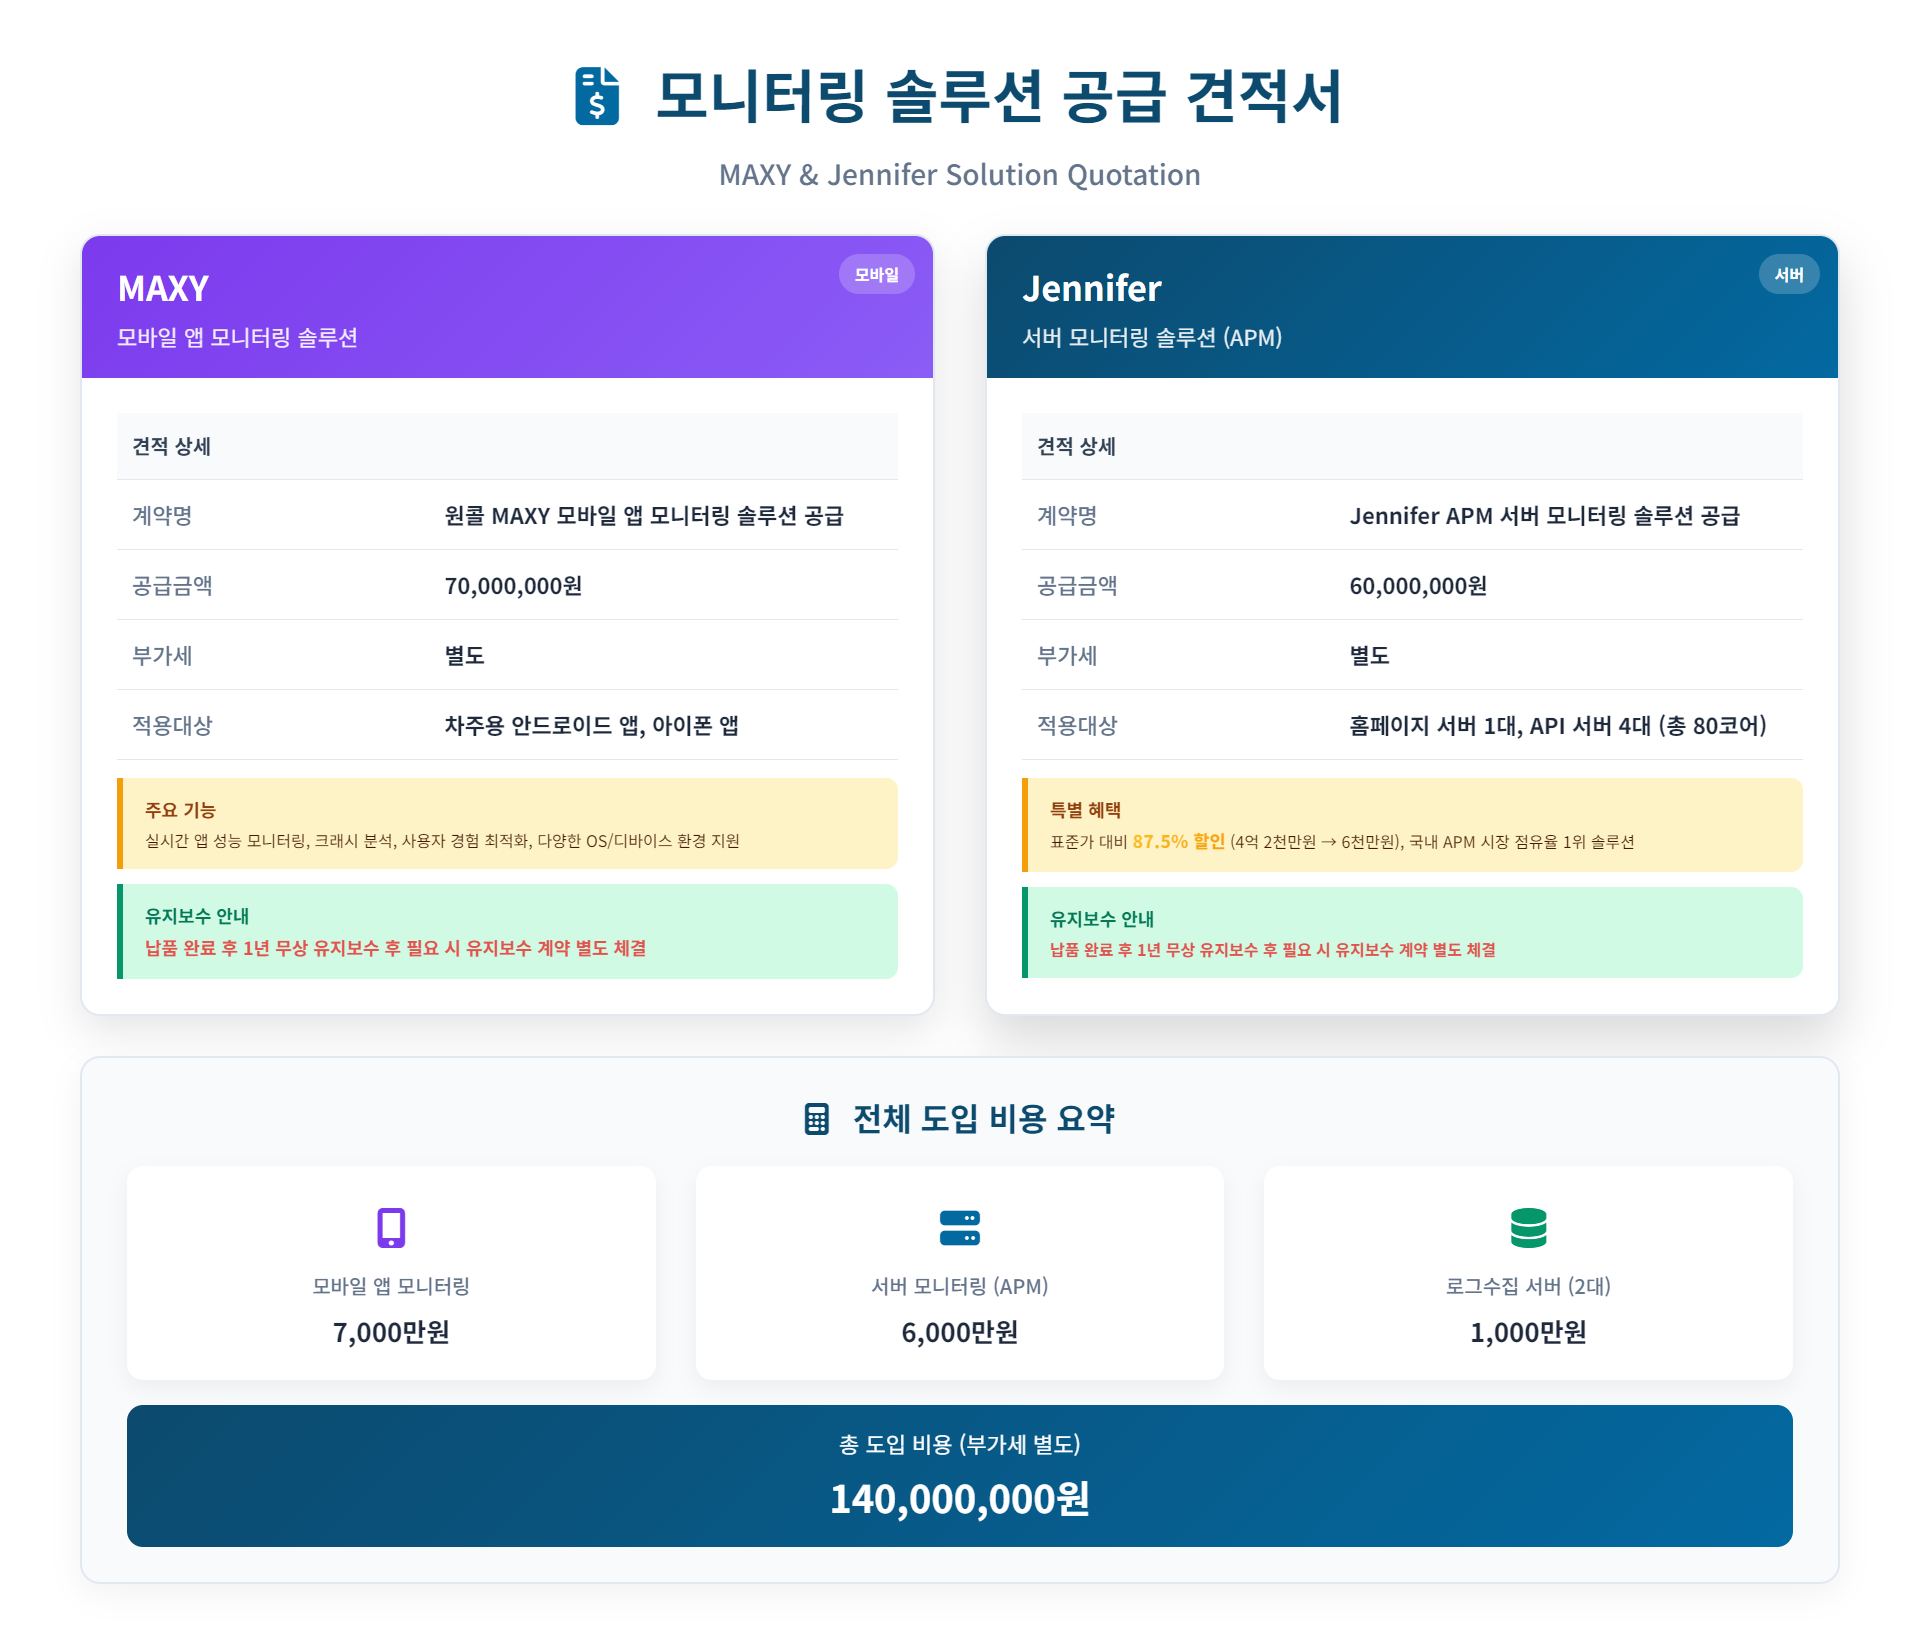 모니터링 솔루션 공급 견적서
MAXY & Jennifer Solution Quotation
MAXY
모바일
모바일 앱 모니터링 솔루션
견적 상세
계약명 원콜 MAXY 모바일 앱 모니터링 솔루션 공급
공급금액 70,000,000원
부가세 별도
적용대상 차주용 안드로이드 앱, 아이폰 앱
주요 기능
실시간 앱 성능 모니터링, 크래시 분석, 사용자 경험 최적화, 다양한 OS/디바이스 환경 지원
유지보수 안내
납품 완료 후 1년 무상 유지보수 후 필요 시 유지보수 계약 별도 체결
Jennifer
서버
서버 모니터링 솔루션 (APM)
견적 상세
계약명 Jennifer APM 서버 모니터링 솔루션 공급
공급금액 60,000,000원
부가세 별도
적용대상 홈페이지 서버 1대, API 서버 4대 (총 80코어)
특별 혜택
표준가 대비 87.5% 할인 (4억 2천만원 → 6천만원), 국내 APM 시장 점유율 1위 솔루션
유지보수 안내
납품 완료 후 1년 무상 유지보수 후 필요 시 유지보수 계약 별도 체결
전체 도입 비용 요약
모바일 앱 모니터링
7,000만원
서버 모니터링 (APM)
6,000만원
로그수집 서버 (2대)
1,000만원
총 도입 비용 (부가세 별도)
140,000,000원